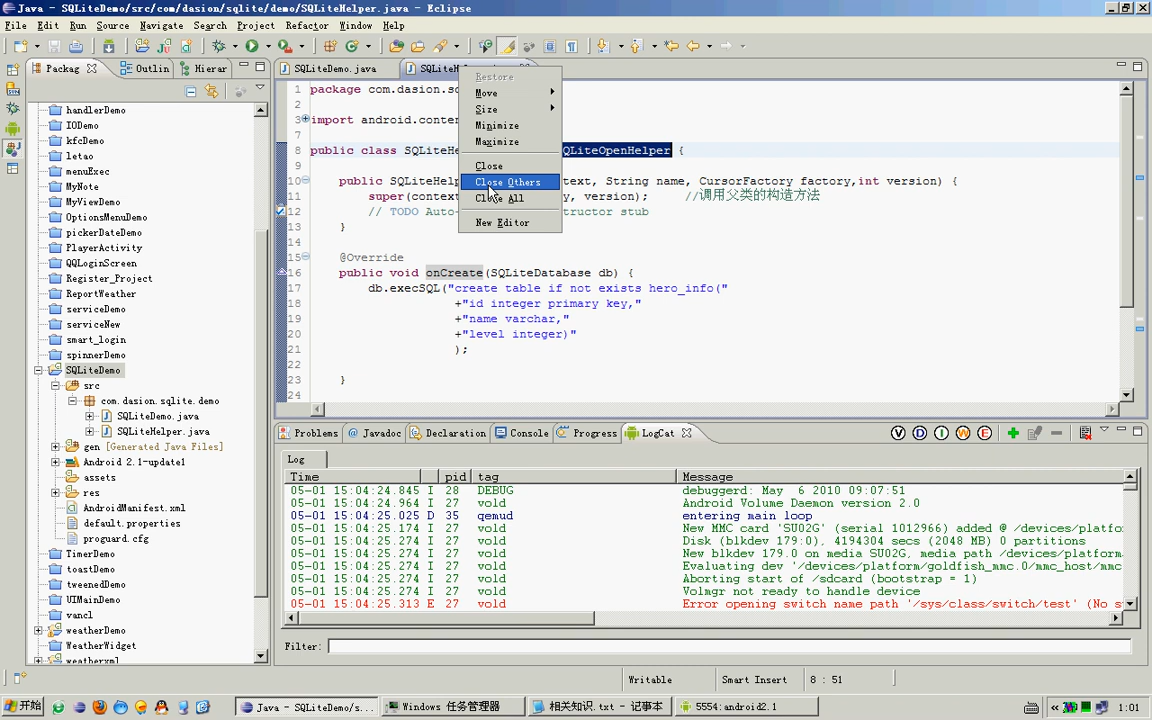 Java - SQLiteDemo/src/com/dasion/sqlite/demo/SQLiteHelper.java - Eclipse
File Edit Run Source Navigate Search Project Refactor Window Help
Packag Outlin Hierar
SQLiteDemo.java
handlerDemo
IODemo
kfcDemo
letao
menuExec
MyNote
MyViewDemo
OptionsMenuDemo
pickerDateDemo
PlayerActivity
QQLoginScreen
Register_Project
ReportWeather
serviceDemo
serviceNew
smart_login
spinnerDemo
SQLiteDemo
src
com.dasion.sqlite.demo
SQLiteDemo.java
SQLiteHelper.java
gen [Generated Java Files]
Android 2.1-update1
assets
res
AndroidManifest.xml
default.properties
proguard.cfg
TimerDemo
toastDemo
tweenedDemo
UIMainDemo
vancl
weatherDemo
WeatherWidget
weatherxml
1 package com.dasion.s
2
3 import android.conte
7
8 public class SQLiteHe QLiteOpenHelper {
9
10 public SQLiteHelp text, String name, CursorFactory factory,int version) {
11 super(contex y, version); //调用父类的构造方法
12 // TODO Auto- tructor stub
13 }
14
15 @Override
16 public void onCreate(SQLiteDatabase db) {
17 db.execSQL("create table if not exists hero_info("
18 +"id integer primary key,"
19 +"name varchar,"
20 +"level integer)"
21 );
22
23 }
24
Restore
Move
Size
Minimize
Maximize
Close
Close Others
Close All
New Editor
Problems @ Javadoc Declaration Console Progress LogCat
V D I W E
Log
Time pid tag Message
05-01 15:04:24.845 I 28 DEBUG debuggerd: May 6 2010 09:07:51
05-01 15:04:24.964 I 27 vold Android Volume Daemon version 2.0
05-01 15:04:25.025 D 35 qemud entering main loop
05-01 15:04:25.174 I 27 vold New MMC card 'SU02G' (serial 1012966) added @ /devices/platfo
05-01 15:04:25.174 I 27 vold Disk (blkdev 179:0), 4194304 secs (2048 MB) 0 partitions
05-01 15:04:25.274 I 27 vold New blkdev 179.0 on media SU02G, media path /devices/platform
05-01 15:04:25.274 I 27 vold Evaluating dev '/devices/platform/goldfish_mmc.0/mmc_host/mmc
05-01 15:04:25.274 I 27 vold Aborting start of /sdcard (bootstrap = 1)
05-01 15:04:25.274 I 27 vold Volmgr not ready to handle device
05-01 15:04:25.313 E 27 vold Error opening switch name path '/sys/class/switch/test' (No s
Filter:
Writable Smart Insert 8 : 51
开始 Java - SQLiteDemo/s... Windows 任务管理器 相关知识.txt - 记事本 5554:android2.1 « 1:01